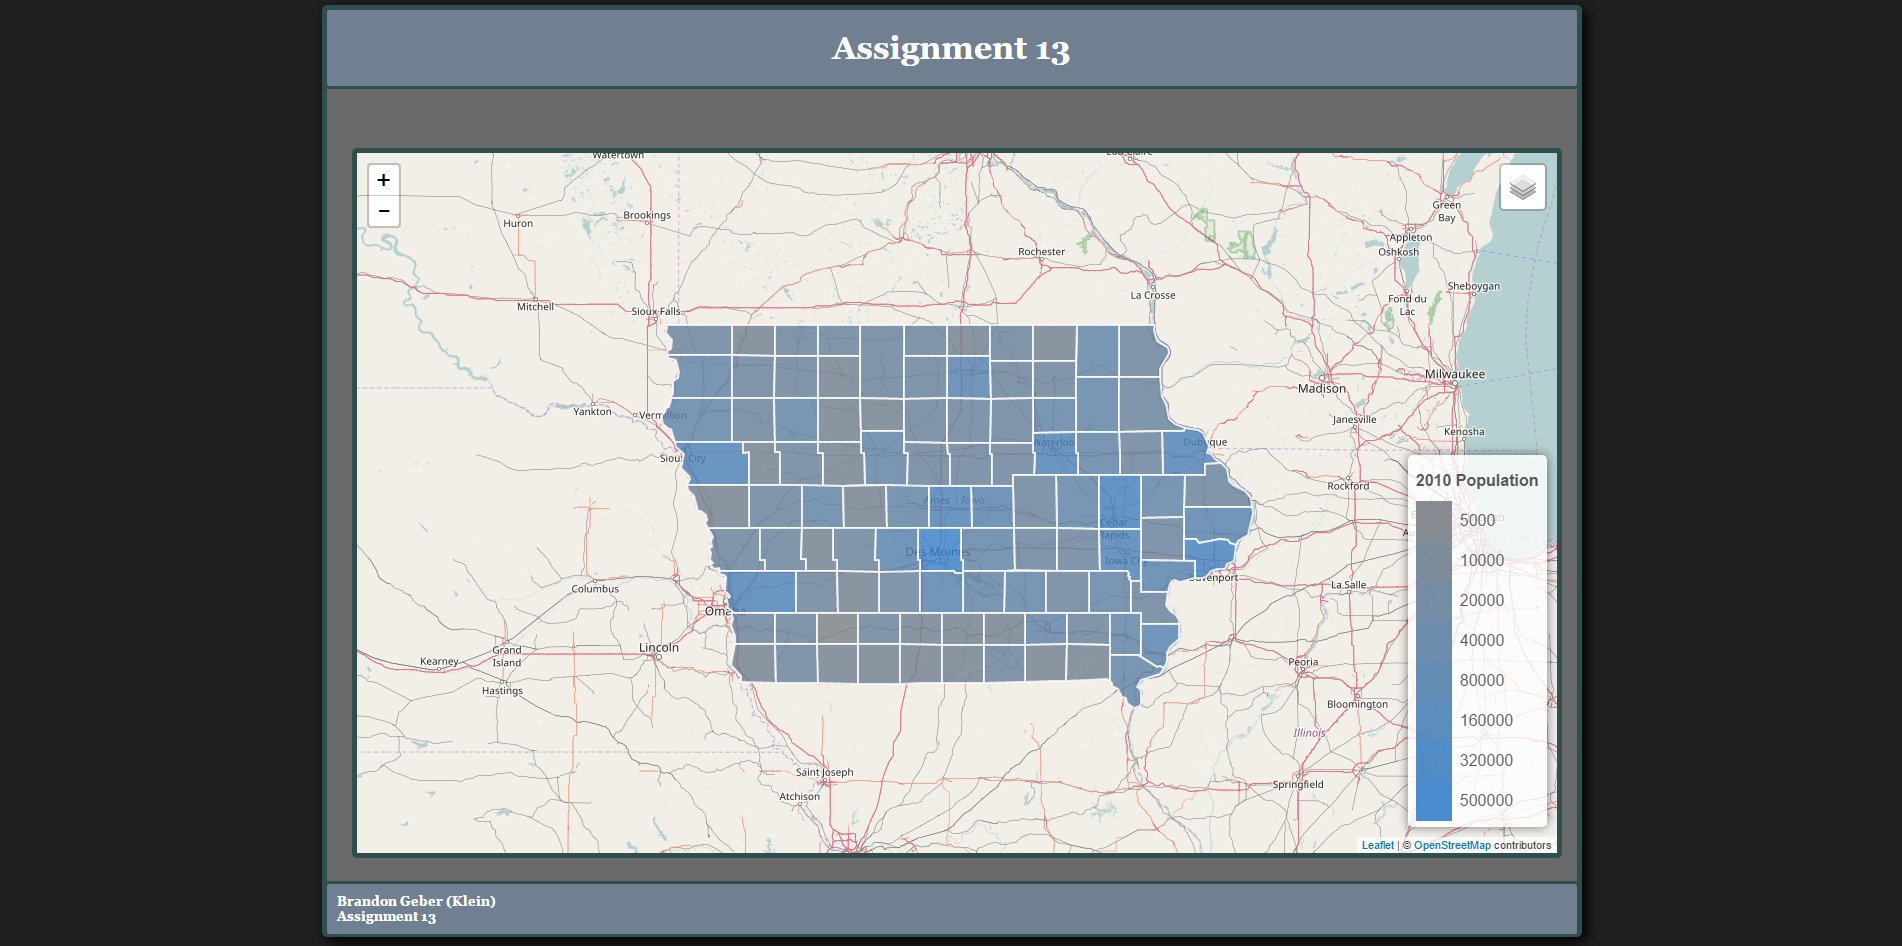 Assignment 13
+
−
Watertown
Eau Claire
Huron
Brookings
Green
Bay
Appleton
Oshkosh
Rochester
Mitchell
Sioux Falls
La Crosse
Sheboygan
Fond du
Lac
Milwaukee
Madison
Yankton
Vermillion
Janesville
Kenosha
Waterloo
Dubuque
Sioux City
Rockford
2010 Population
5000
10000
20000
40000
80000
160000
320000
500000
Ames
Iowa
Cedar
Rapids
Des Moines
Iowa City
Davenport
Columbus
Omaha
La Salle
Grand
Island
Lincoln
Kearney
Hastings
Peoria
Bloomington
Illinois
Saint Joseph
Atchison
Springfield
Leaflet | © OpenStreetMap contributors
Brandon Geber (Klein)
Assignment 13